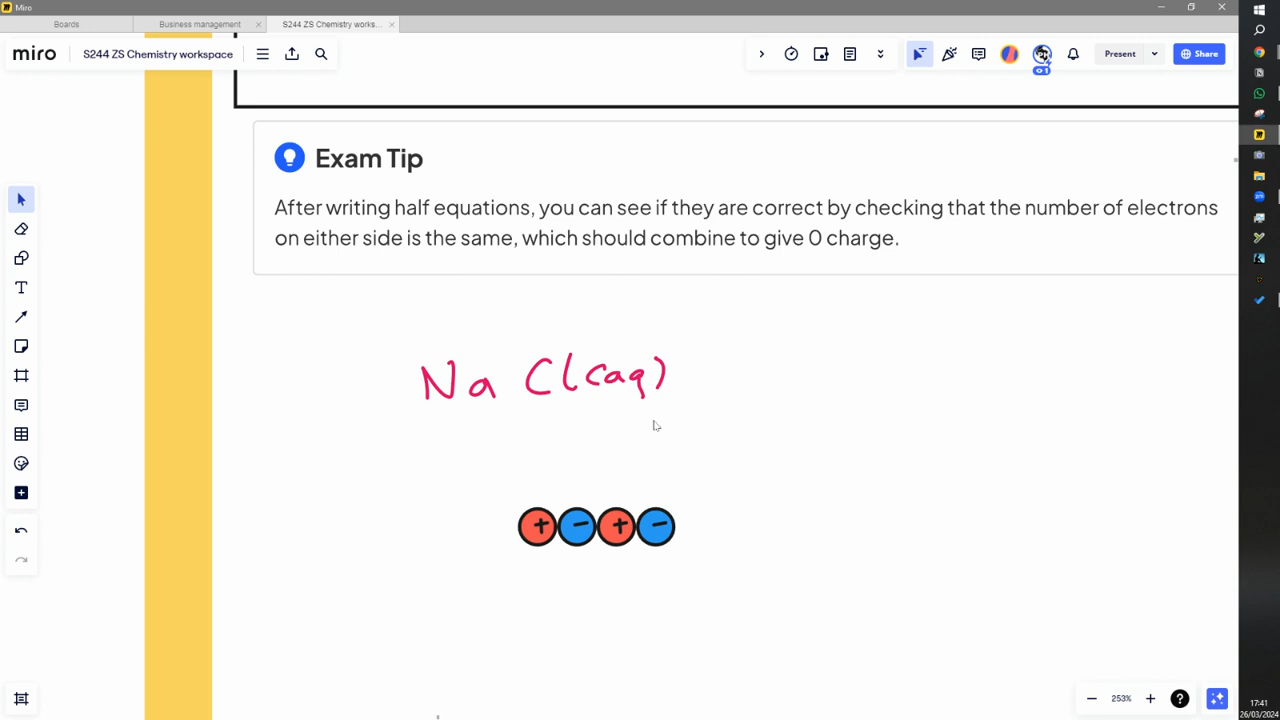 Miro
Boards
Business management
S244 ZS Chemistry works...
miro
S244 ZS Chemistry workspace
Present
Share
1
Exam Tip
After writing half equations, you can see if they are correct by checking that the number of electrons
on either side is the same, which should combine to give 0 charge.
Na Cl(aq)
+ − + −
253%
?
17:41
26/03/2024